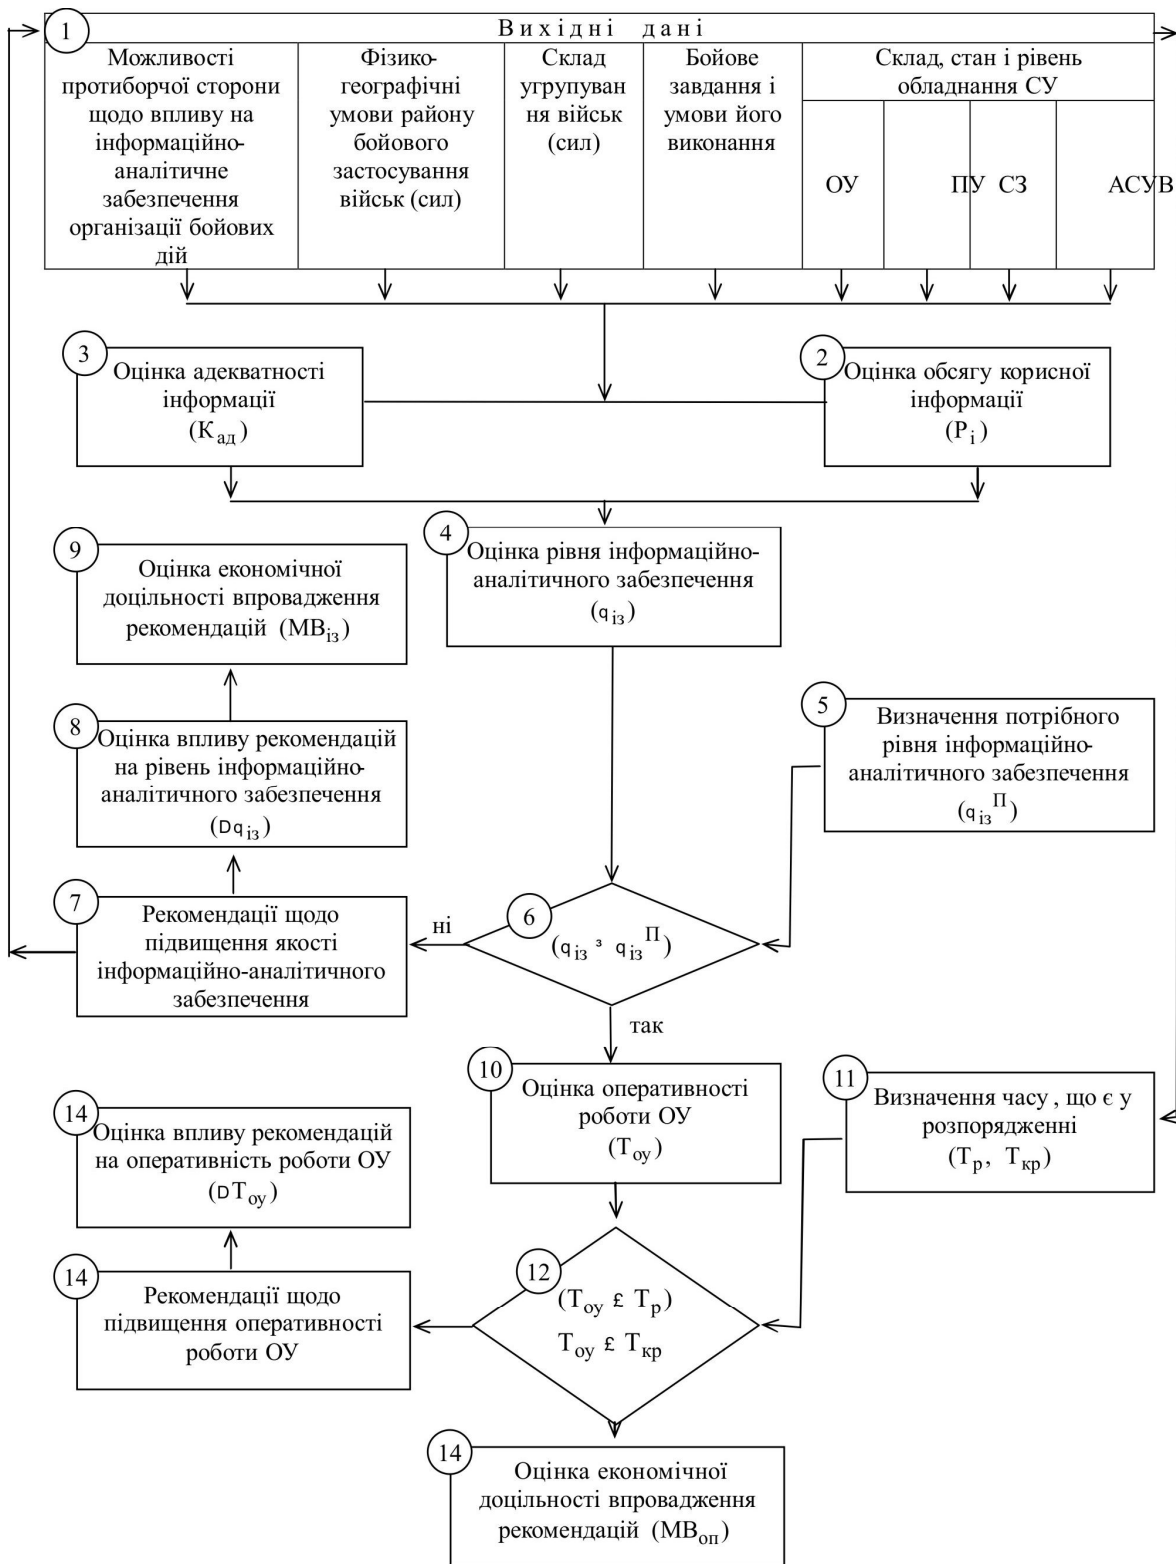 1
Вихідні дані
Можливості
протиборчої сторони
щодо впливу на
інформаційно-
аналітичне
забезпечення
організації бойових
дій
Фізико-
географічні
умови району
бойового
застосування
військ (сил)
Склад
угрупуван
ня військ
(сил)
Бойове
завдання і
умови його
виконання
Склад, стан і рівень
обладнання СУ
ОУ
ПУ
СЗ
АСУВ
3
Оцінка адекватності
інформації
(Кад)
2
Оцінка обсягу корисної
інформації
(Рі)
4
Оцінка рівня інформаційно-
аналітичного забезпечення
(qіз)
9
Оцінка економічної
доцільності впровадження
рекомендацій (МВіз)
5
Визначення потрібного
рівня інформаційно-
аналітичного забезпечення
(qізП)
8
Оцінка впливу рекомендацій
на рівень інформаційно-
аналітичного забезпечення
(Dqіз)
7
Рекомендації щодо
підвищення якості
інформаційно-аналітичного
забезпечення
ні
6
(qіз ³ qізП)
так
10
Оцінка оперативності
роботи ОУ
(Тоу)
11
Визначення часу , що є у
розпорядженні
(Тр, Ткр)
14
Оцінка впливу рекомендацій
на оперативність роботи ОУ
(DТоу)
14
Рекомендації щодо
підвищення оперативності
роботи ОУ
12
(Тоу £ Тр)
Тоу £ Ткр
14
Оцінка економічної
доцільності впровадження
рекомендацій (МВоп)